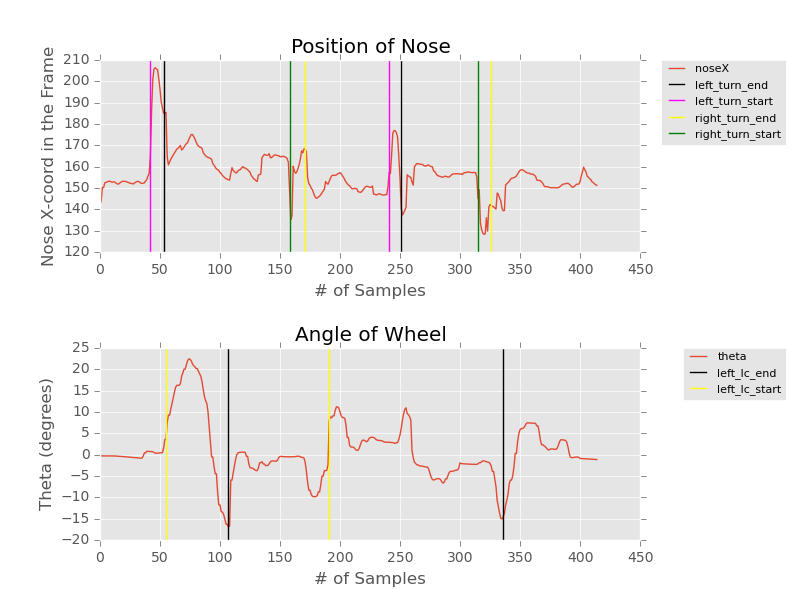 Position of Nose
Nose X-coord in the Frame
210
200
190
180
170
160
150
140
130
120
0 50 100 150 200 250 300 350 400 450
# of Samples
noseX
left_turn_end
left_turn_start
right_turn_end
right_turn_start
Angle of Wheel
Theta (degrees)
25
20
15
10
5
0
−5
−10
−15
−20
0 50 100 150 200 250 300 350 400 450
# of Samples
theta
left_lc_end
left_lc_start